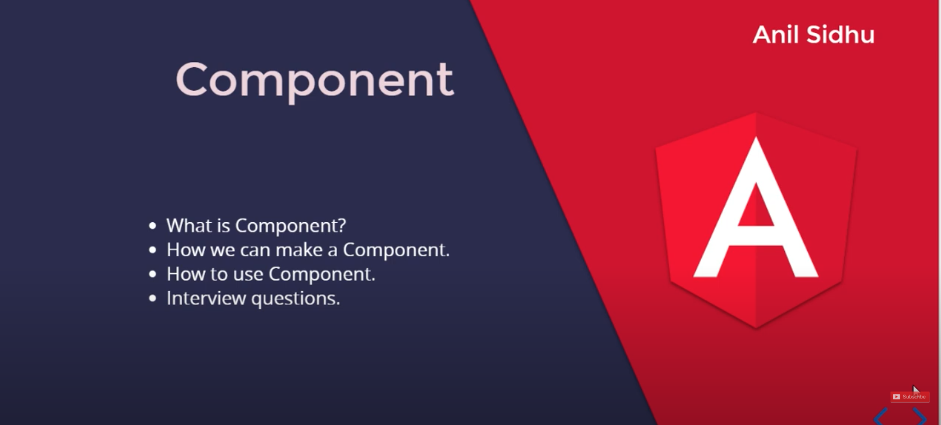 Anil Sidhu
Component
• What is Component?
• How we can make a Component.
• How to use Component.
• Interview questions.
Subscribe